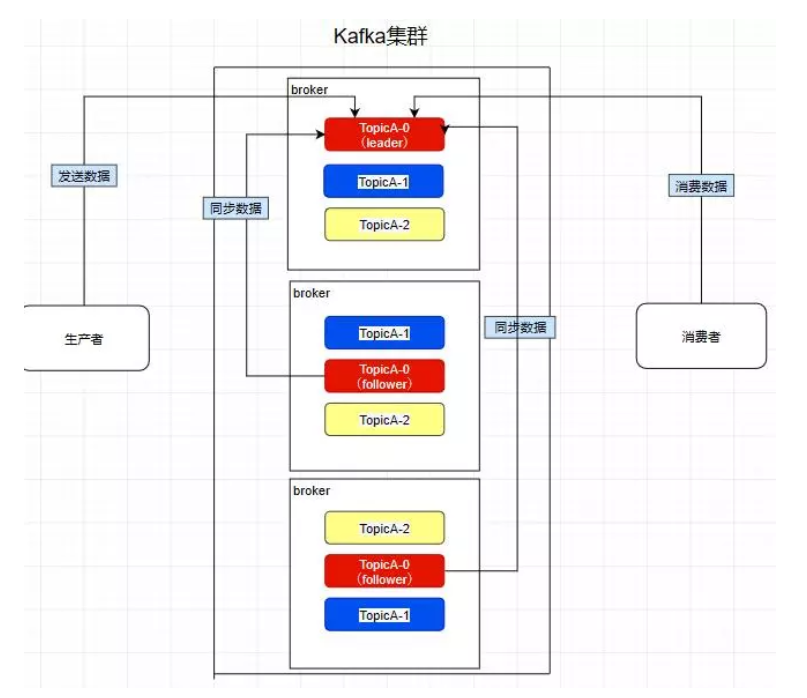 Kafka集群
broker
TopicA-0
（leader）
TopicA-1
TopicA-2
发送数据
同步数据
消费数据
生产者
broker
TopicA-1
TopicA-0
（follower）
TopicA-2
同步数据
消费者
broker
TopicA-2
TopicA-0
（follower）
TopicA-1